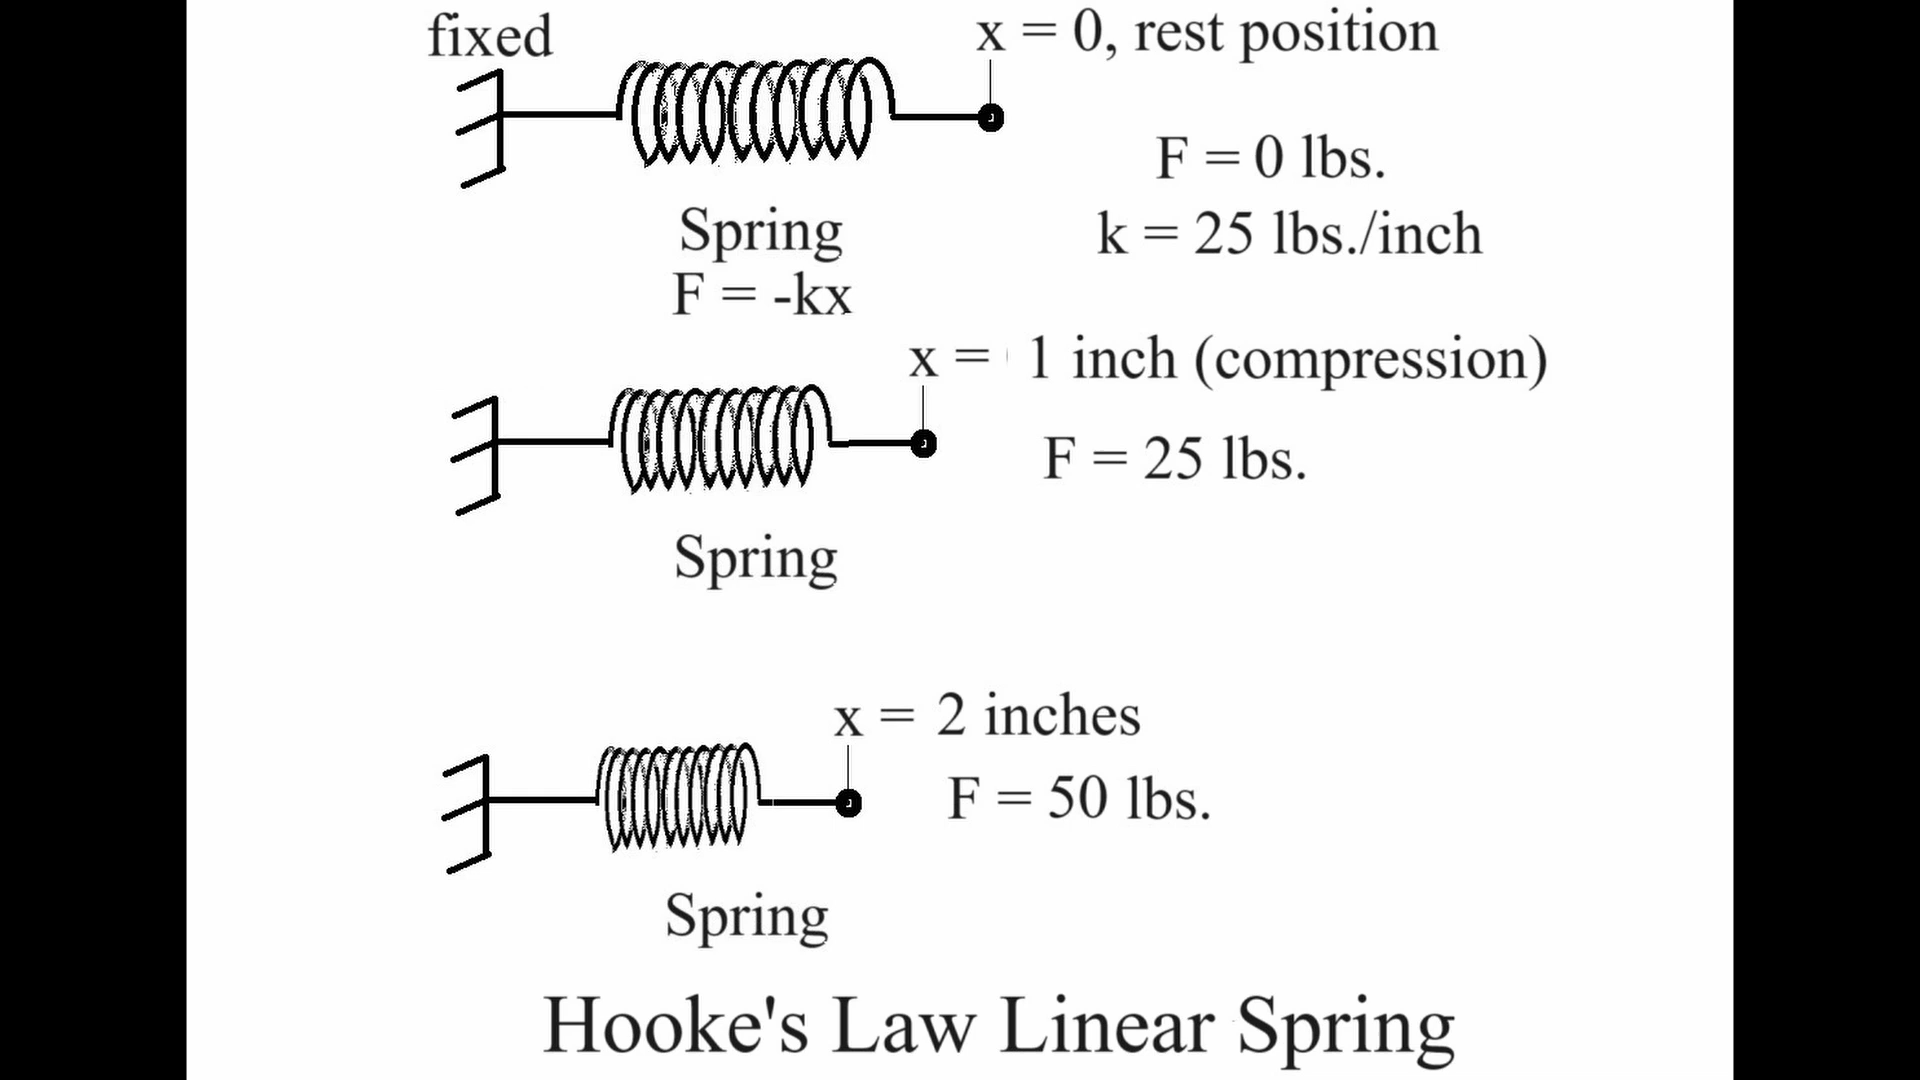 fixed
x = 0, rest position
F = 0 lbs.
k = 25 lbs./inch
Spring
F = -kx
x = 1 inch (compression)
F = 25 lbs.
Spring
x = 2 inches
F = 50 lbs.
Spring
Hooke's Law Linear Spring